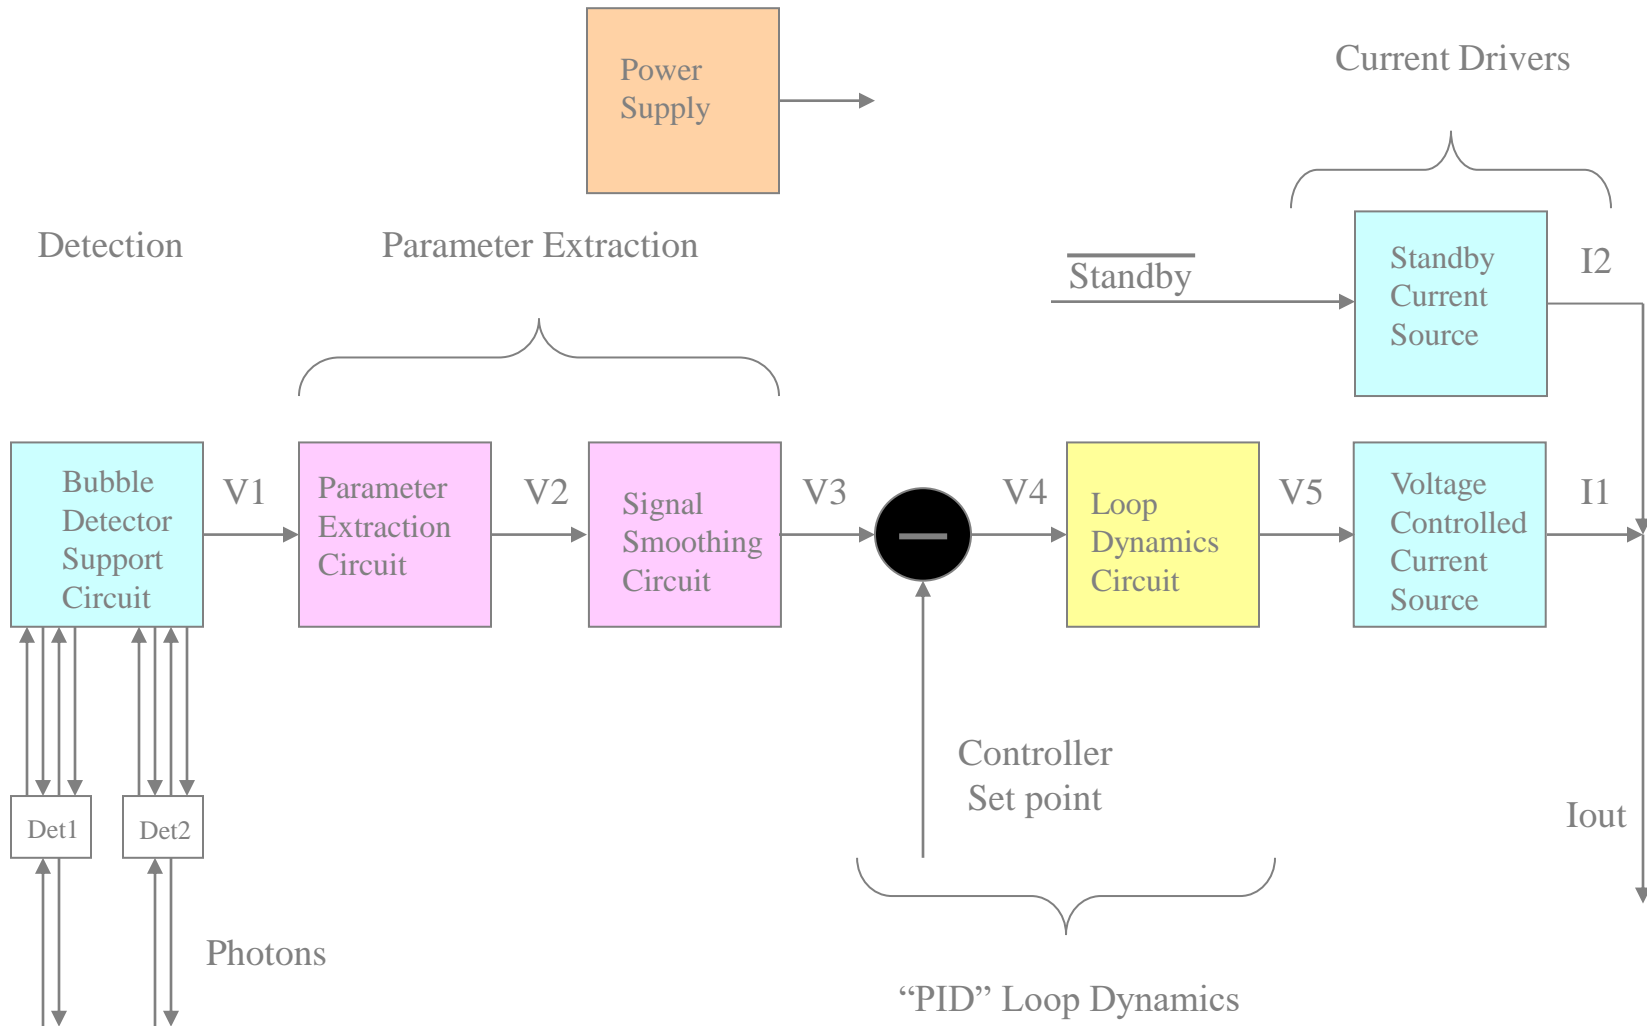 Power
Supply
Current Drivers
Detection
Parameter Extraction
Standby
Standby
Current
Source
I2
Bubble
Detector
Support
Circuit
V1
Parameter
Extraction
Circuit
V2
Signal
Smoothing
Circuit
V3
—
V4
Loop
Dynamics
Circuit
V5
Voltage
Controlled
Current
Source
I1
Controller
Set point
Iout
Det1
Det2
Photons
“PID” Loop Dynamics